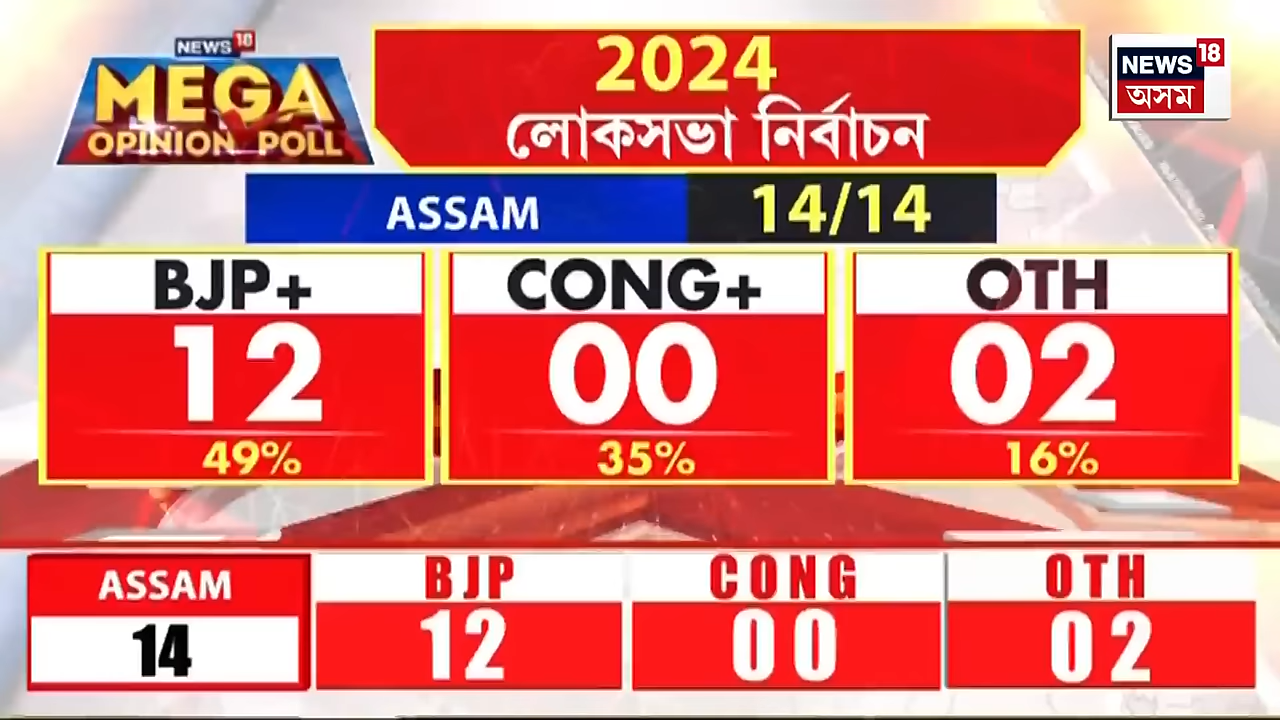 NEWS 18
MEGA
OPINION POLL
2024
লোকসভা নিৰ্বাচন
NEWS 18
অসম
ASSAM 14/14
BJP+ CONG+ OTH
12 00 02
49% 35% 16%
ASSAM BJP CONG OTH
14 12 00 02